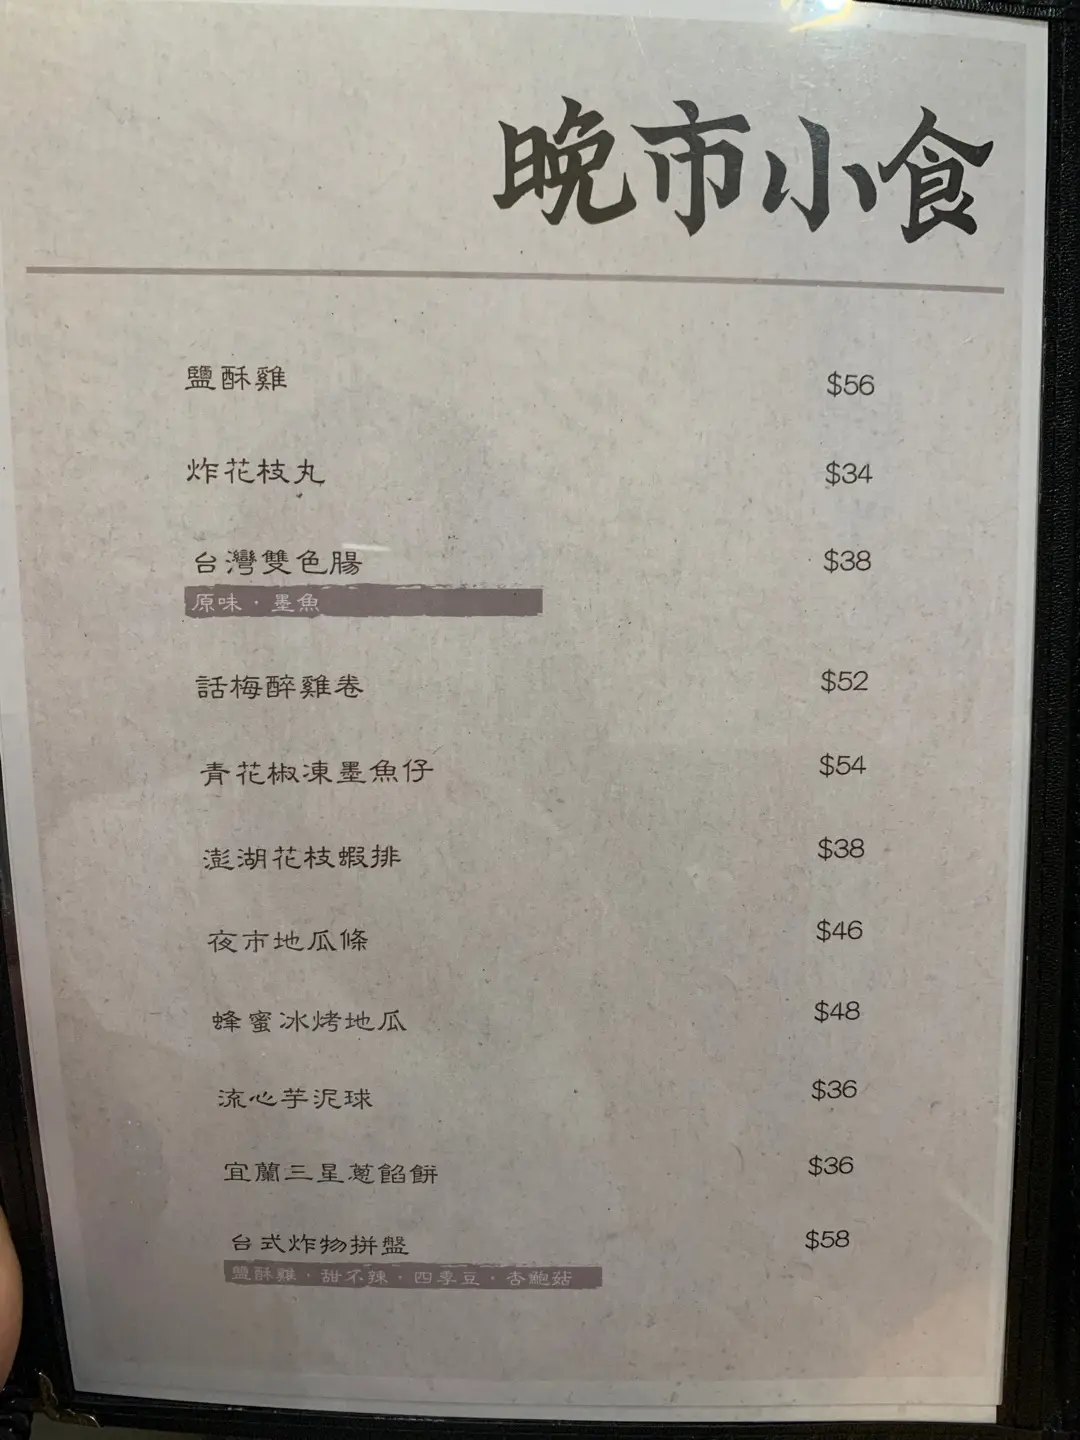 晚市小食
鹽酥雞 $56
炸花枝丸 $34
台灣雙色腸 $38
原味・墨魚
話梅醉雞卷 $52
青花椒凍墨魚仔 $54
澎湖花枝蝦排 $38
夜市地瓜條 $46
蜂蜜冰烤地瓜 $48
流心芋泥球 $36
宜蘭三星蔥餡餅 $36
台式炸物拼盤 $58
鹽酥雞・甜不辣・四季豆・杏鮑菇